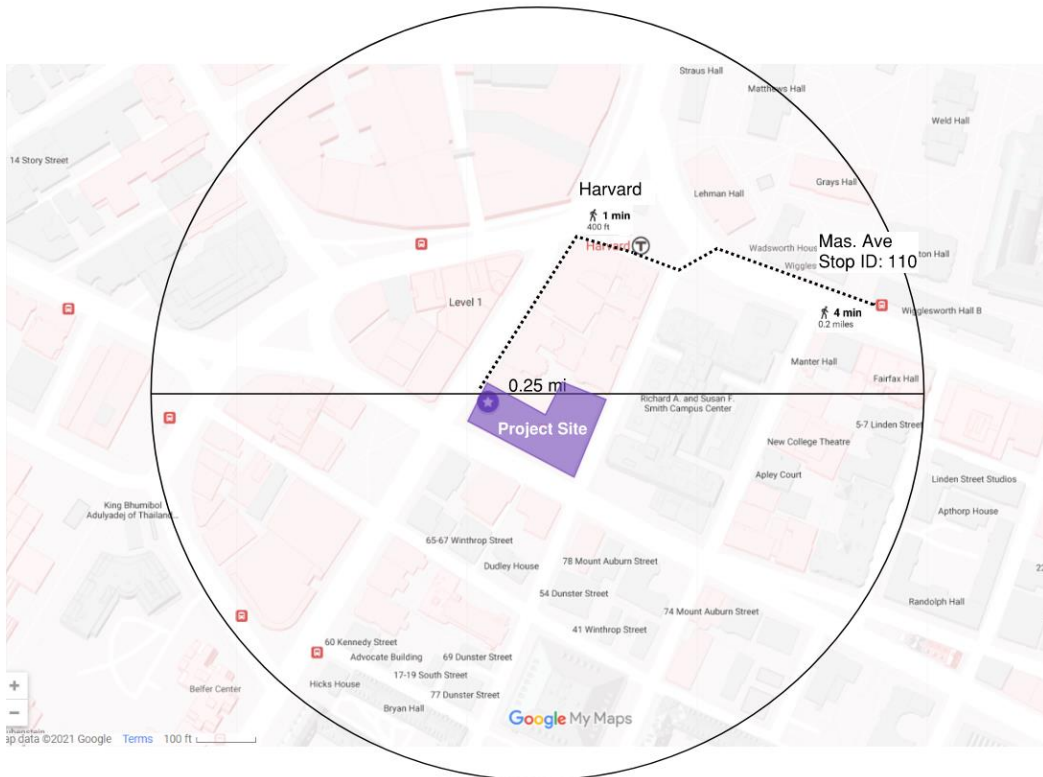 Straus Hall
Matthews Hall
Weld Hall
14 Story Street
Grays Hall
Lehman Hall
Harvard
1 min
400 ft
Harvard
T
Wadsworth Hous
Wiggles
Mas. Ave
Stop ID: 110
ton Hall
Level 1
4 min
0.2 miles
Wigglesworth Hall B
Manter Hall
Fairfax Hall
0.25 mi
Richard A. and Susan F.
Smith Campus Center
Project Site
5-7 Linden Street
New College Theatre
Apley Court
Linden Street Studios
King Bhumibol
Adulyadej of Thailand...
Apthorp House
65-67 Winthrop Street
Dudley House
78 Mount Auburn Street
22
54 Dunster Street
Randolph Hall
74 Mount Auburn Street
41 Winthrop Street
60 Kennedy Street
Advocate Building
69 Dunster Street
17-19 South Street
Belfer Center
Hicks House
77 Dunster Street
Bryan Hall
+
−
Google My Maps
ap data ©2021 Google
Terms
100 ft